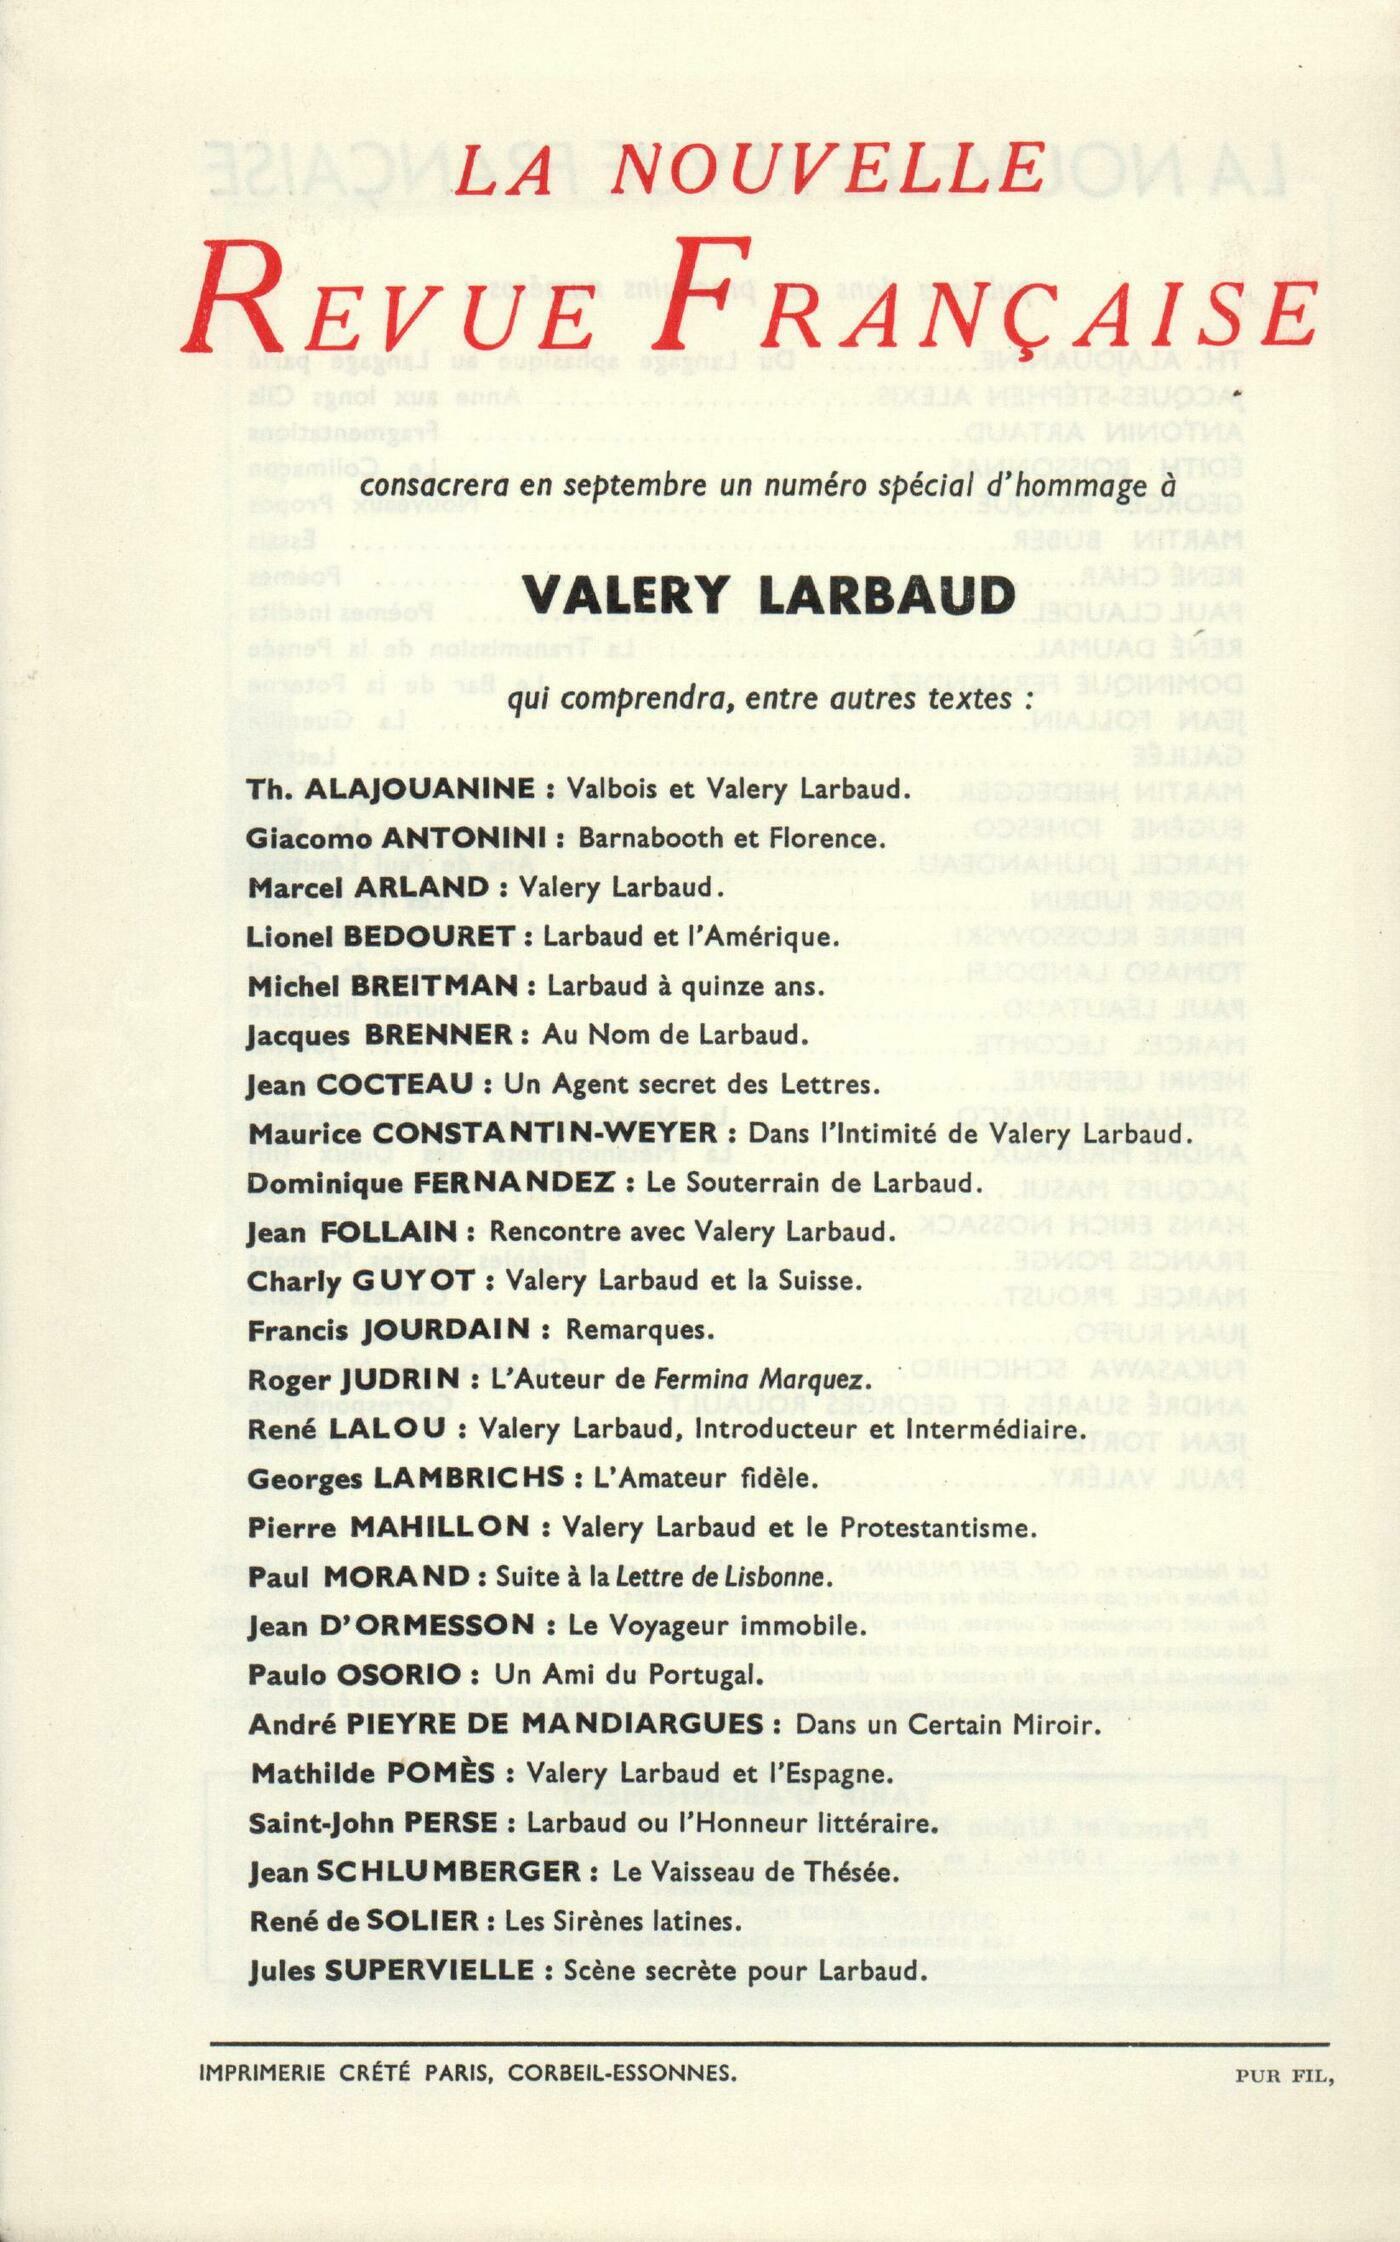 LA NOUVELLE
REVUE FRANÇAISE
consacrera en septembre un numéro spécial d'hommage à
VALERY LARBAUD
qui comprendra, entre autres textes :
Th. ALAJOUANINE : Valbois et Valery Larbaud.
Giacomo ANTONINI : Barnabooth et Florence.
Marcel ARLAND : Valery Larbaud.
Lionel BEDOURET : Larbaud et l'Amérique.
Michel BREITMAN : Larbaud à quinze ans.
Jacques BRENNER : Au Nom de Larbaud.
Jean COCTEAU : Un Agent secret des Lettres.
Maurice CONSTANTIN-WEYER : Dans l'Intimité de Valery Larbaud.
Dominique FERNANDEZ : Le Souterrain de Larbaud.
Jean FOLLAIN : Rencontre avec Valery Larbaud.
Charly GUYOT : Valery Larbaud et la Suisse.
Francis JOURDAIN : Remarques.
Roger JUDRIN : L'Auteur de Fermina Marquez.
René LALOU : Valery Larbaud, Introducteur et Intermédiaire.
Georges LAMBRICHS : L'Amateur fidèle.
Pierre MAHILLON : Valery Larbaud et le Protestantisme.
Paul MORAND : Suite à la Lettre de Lisbonne.
Jean D'ORMESSON : Le Voyageur immobile.
Paulo OSORIO : Un Ami du Portugal.
André PIEYRE DE MANDIARGUES : Dans un Certain Miroir.
Mathilde POMÈS : Valery Larbaud et l'Espagne.
Saint-John PERSE : Larbaud ou l'Honneur littéraire.
Jean SCHLUMBERGER : Le Vaisseau de Thésée.
René de SOLIER : Les Sirènes latines.
Jules SUPERVIELLE : Scène secrète pour Larbaud.
IMPRIMERIE CRÉTÉ PARIS, CORBEIL-ESSONNES.
PUR FIL,